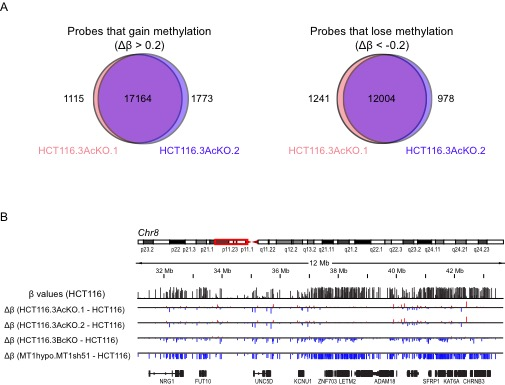 A
Probes that gain methylation
(Δβ > 0.2)
Probes that lose methylation
(Δβ < -0.2)
1115 17164 1773
1241 12004 978
HCT116.3AcKO.1 HCT116.3AcKO.2
HCT116.3AcKO.1 HCT116.3AcKO.2
B
Chr8
p23.2 p22 p21.3 p21.1 p11.23 p11.1 q11.22 q12.1 q13.2 q21.11 q21.2 q22.1 q22.3 q23.2 q24.11 q24.21 q24.23
12 Mb
32 Mb 34 Mb 36 Mb 38 Mb 40 Mb 42 Mb
β values (HCT116)
Δβ (HCT116.3AcKO.1 - HCT116)
Δβ (HCT116.3AcKO.2 - HCT116)
Δβ (HCT116.3BcKO - HCT116)
Δβ (MT1hypo.MT1sh51 - HCT116)
NRG1 FUT10 UNC5D KCNU1 ZNF703 LETM2 ADAM18 SFRP1 KAT6A CHRNB3